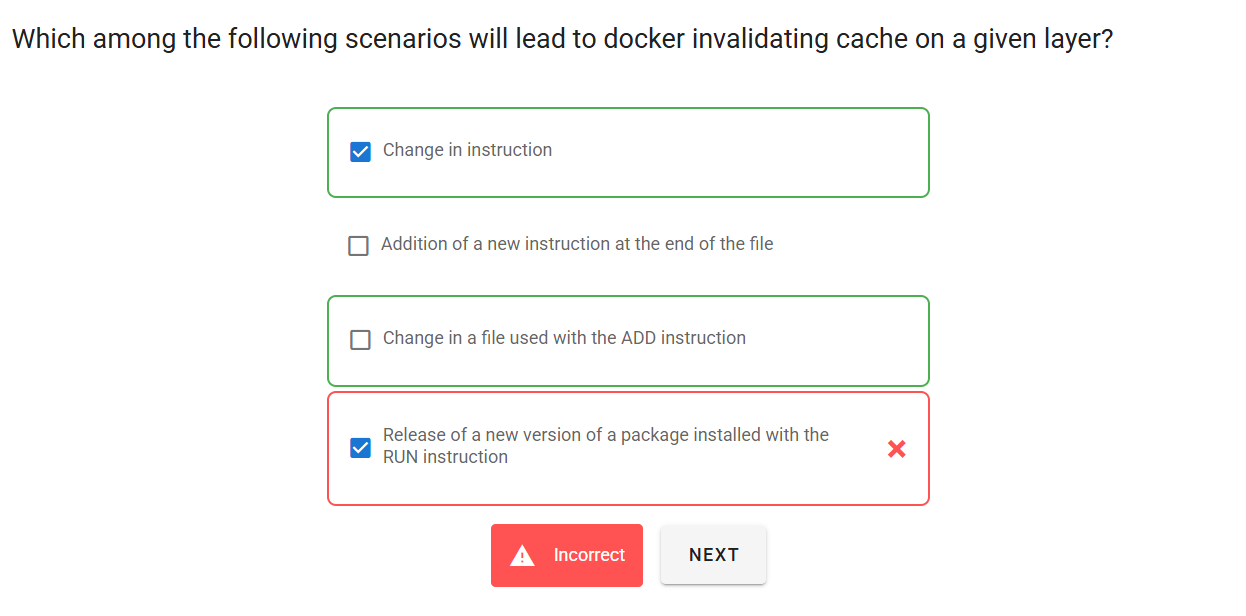 Which among the following scenarios will lead to docker invalidating cache on a given layer?
Change in instruction
Addition of a new instruction at the end of the file
Change in a file used with the ADD instruction
Release of a new version of a package installed with the
RUN instruction
Incorrect
NEXT